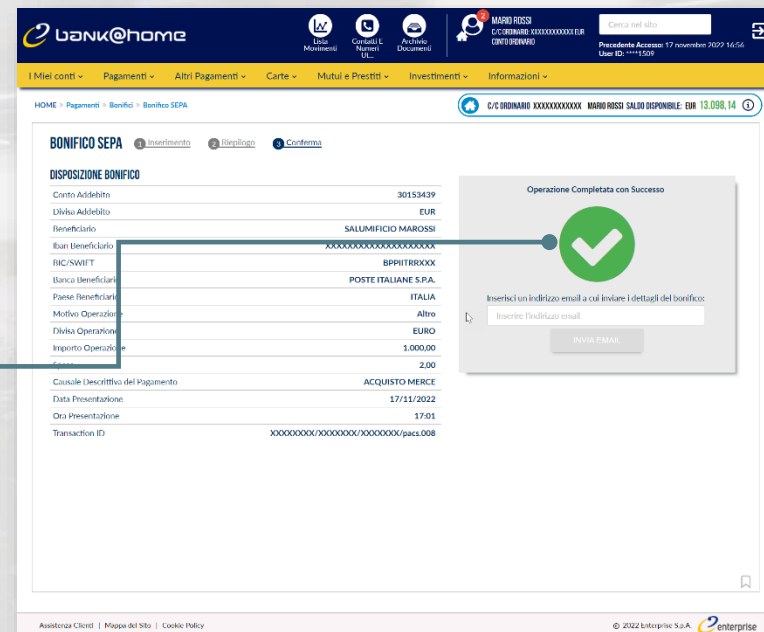 bank@home
Lista Movimenti
Contatti E Numeri Ut...
Archivio Documenti
2
MARIO ROSSI
C/C ORDINARIO: XXXXXXXXXXXX EUR
CONTO ORDINARIO
Cerca nel sito
Precedente Accesso: 17 novembre 2022 16:56
User ID: ****1509
I Miei conti Pagamenti Altri Pagamenti Carte Mutui e Prestiti Investimenti Informazioni
HOME > Pagamenti > Bonifici > Bonifico SEPA
C/C ORDINARIO XXXXXXXXXXXX MARIO ROSSI SALDO DISPONIBILE: EUR 13.098,14
BONIFICO SEPA 1 Inserimento 2 Riepilogo 3 Conferma
DISPOSIZIONE BONIFICO
Conto Addebito 30153439
Divisa Addebito EUR
Beneficiario SALUMIFICIO MAROSSI
Iban Beneficiario XXXXXXXXXXXXXXXXXXXXX
BIC/SWIFT BPPIITRRXXX
Banca Beneficiario POSTE ITALIANE S.P.A.
Paese Beneficiario ITALIA
Motivo Operazione Altro
Divisa Operazione EURO
Importo Operazione 1.000,00
Spese 2,00
Causale Descrittiva del Pagamento ACQUISTO MERCE
Data Presentazione 17/11/2022
Ora Presentazione 17:01
Transaction ID XXXXXXXX/XXXXXXX/XXXXXXX/pacs.008
Operazione Completata con Successo
Inserisci un indirizzo email a cui inviare i dettagli del bonifico:
Inserire l'indirizzo email
INVIA EMAIL
Assistenza Clienti | Mappa del Sito | Cookie Policy
© 2022 Enterprise S.p.A. enterprise